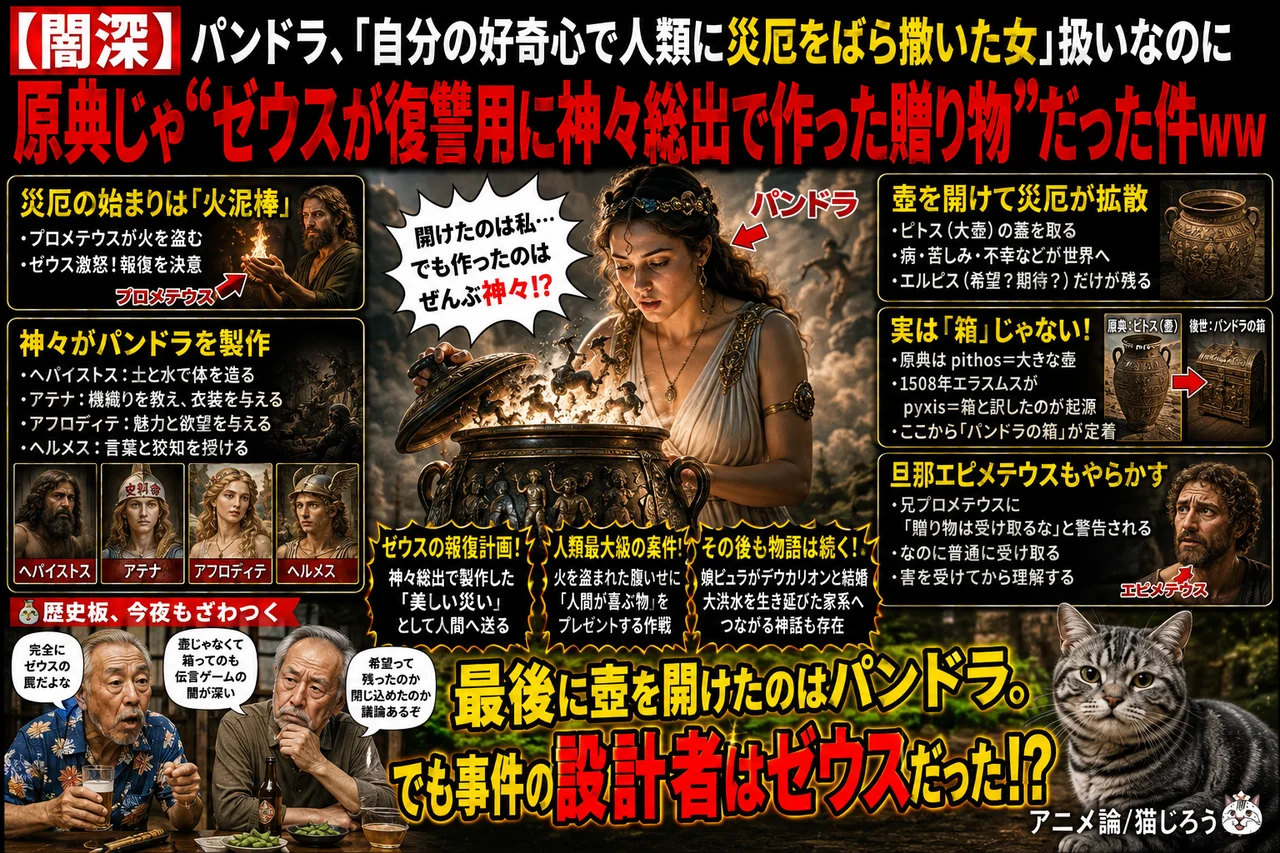 【闇深】パンドラ、「自分の好奇心で人類に災厄をばら撒いた女」扱いなのに
原典じゃ“ゼウスが復讐用に神々総出で作った贈り物”だった件ww
災厄の始まりは「火泥棒」
・プロメテウスが火を盗む
・ゼウス激怒！報復を決意
プロメテウス
神々がパンドラを製作
・ヘパイストス：土と水で体を造る
・アテナ：機織りを教え、衣装を与える
・アフロディテ：魅力と欲望を与える
・ヘルメス：言葉と狡知を授ける
ヘパイストス
アテナ
アフロディテ
ヘルメス
開けたのは私…
でも作ったのは
ぜんぶ神々!?
パンドラ
壺を開けて災厄が拡散
・ピトス（大壺）の蓋を取る
・病・苦しみ・不幸などが世界へ
・エルピス（希望？期待？）だけが残る
実は「箱」じゃない！
・原典は pithos＝大きな壺
・1508年エラスムスが
pyxis＝箱と訳したのが起源
・ここから「パンドラの箱」が定着
原典：ピトス（壺）
後世：パンドラの箱
旦那エピメテウスもやらかす
・兄プロメテウスに
「贈り物は受け取るな」と警告される
・なのに普通に受け取る
・害を受けてから理解する
エピメテウス
ゼウスの報復計画！
神々総出で製作した
「美しい災い」
として人間へ送る
人類最大級の案件！
火を盗まれた腹いせに
「人間が喜ぶ物」を
プレゼントする作戦
その後も物語は続く！
娘ピュラがデウカリオンと結婚
大洪水を生き延びた家系へ
つながる神話も存在
歴史板、今夜もざわつく
完全に
ゼウスの
罠だよな
壺じゃなくて
箱ってのも
伝言ゲームの
闇が深い
希望って
残ったのか
閉じ込めたのか
議論あるぞ
最後に壺を開けたのはパンドラ。
でも事件の設計者はゼウスだった!?
アニメ論/猫じろう